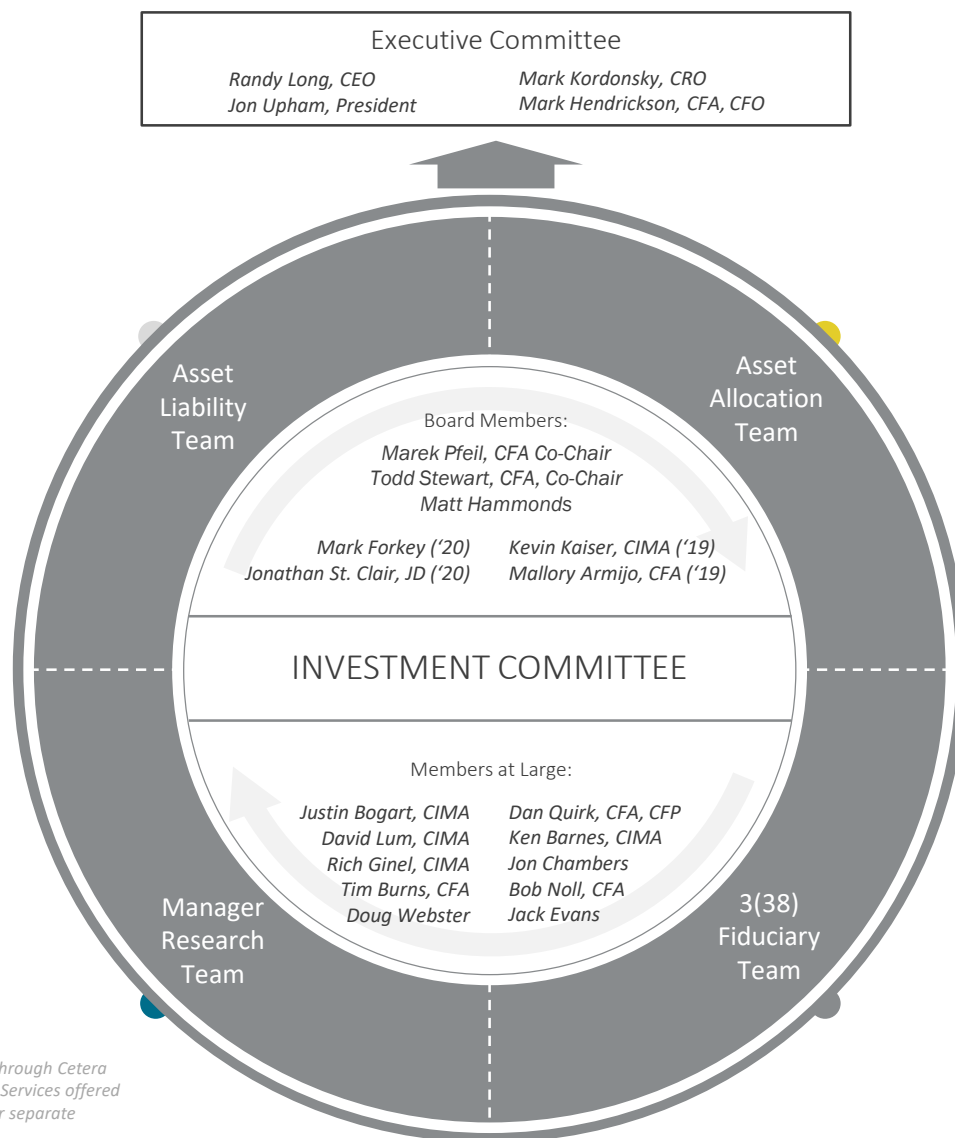 Executive Committee
Randy Long, CEO
Jon Upham, President
Mark Kordonsky, CRO
Mark Hendrickson, CFA, CFO
Asset
Liability
Team
Asset
Allocation
Team
Board Members:
Marek Pfeil, CFA Co-Chair
Todd Stewart, CFA, Co-Chair
Matt Hammonds
Mark Forkey (‘20)
Jonathan St. Clair, JD (‘20)
Kevin Kaiser, CIMA (‘19)
Mallory Armijo, CFA (‘19)
INVESTMENT COMMITTEE
Members at Large:
Justin Bogart, CIMA
David Lum, CIMA
Rich Ginel, CIMA
Tim Burns, CFA
Doug Webster
Dan Quirk, CFA, CFP
Ken Barnes, CIMA
Jon Chambers
Bob Noll, CFA
Jack Evans
Manager
Research
Team
3(38)
Fiduciary
Team
hrough Cetera
Services offered
r separate